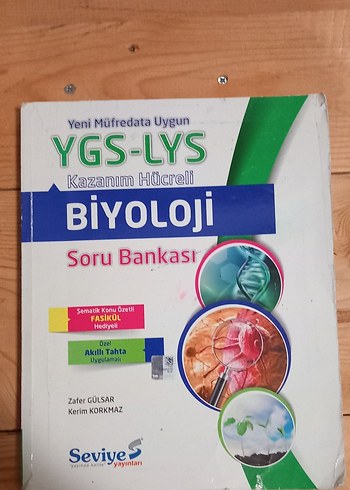 Yeni Müfredata Uygun
YGS-LYS
Kazanım Hücreli
BİYOLOJİ
Soru Bankası
Şematik Konu Özetli
FASİKÜL
Hediyeli
Özel
Akıllı Tahta
Uygulamalı
Zafer GÜLSAR
Kerim KORKMAZ
Seviye
yayınları